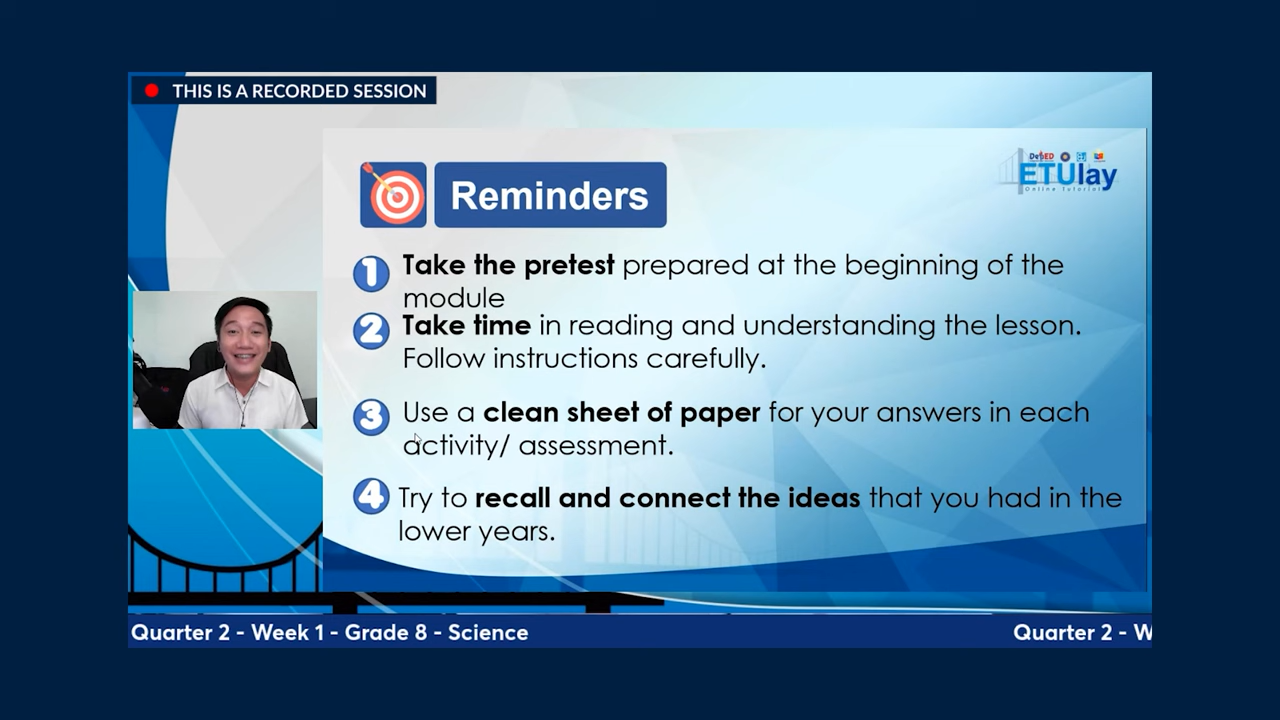 THIS IS A RECORDED SESSION
DepED
ETUlay
Online Tutorial
Reminders
1 Take the pretest prepared at the beginning of the
module
2 Take time in reading and understanding the lesson.
Follow instructions carefully.
3 Use a clean sheet of paper for your answers in each
activity/ assessment.
4 Try to recall and connect the ideas that you had in the
lower years.
Quarter 2 - Week 1 - Grade 8 - Science
Quarter 2 - W